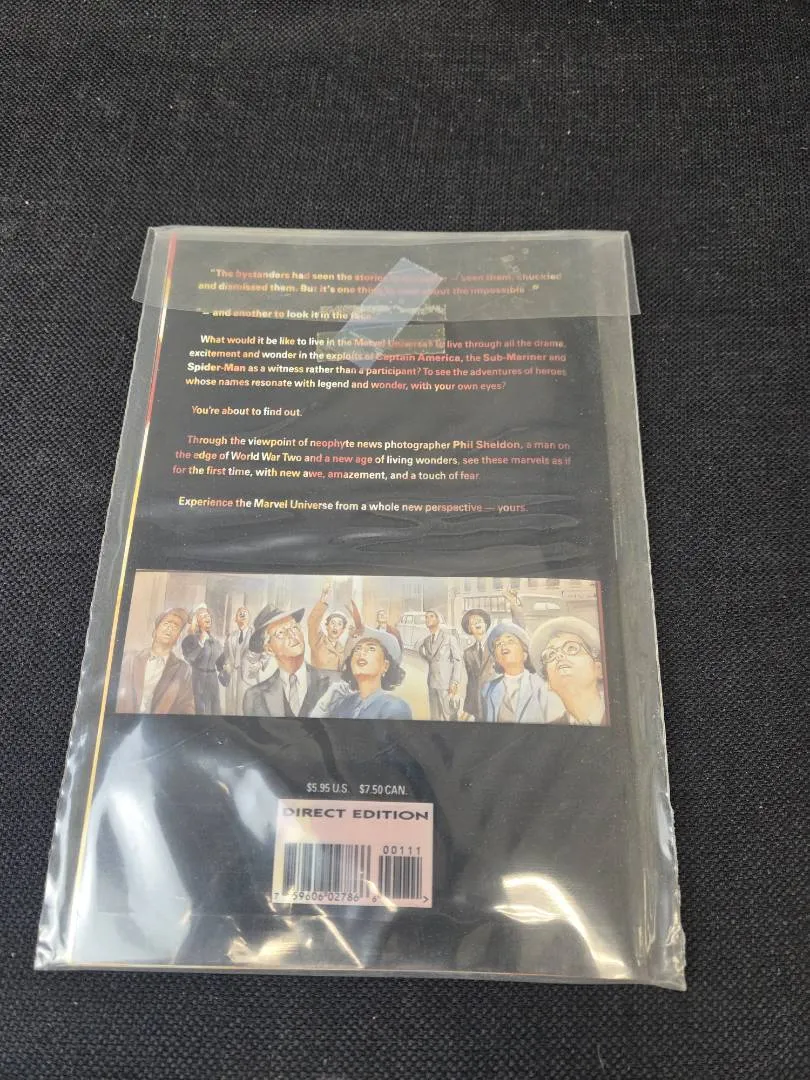 "The bystanders had seen the stories — seen them, chuckled
and dismissed them. But it's one thing about the impossible
"— and another to look it in the face."
What would it be like to live in the Marvel Universe? To live through all the drama,
excitement and wonder in the exploits of Captain America, the Sub-Mariner and
Spider-Man as a witness rather than a participant? To see the adventures of heroes
whose names resonate with legend and wonder, with your own eyes?
You're about to find out.
Through the viewpoint of neophyte news photographer Phil Sheldon, a man on
the edge of World War Two and a new age of living wonders, see these marvels as if
for the first time, with new awe, amazement, and a touch of fear.
Experience the Marvel Universe from a whole new perspective — yours.
$5.95 U.S. $7.50 CAN.
DIRECT EDITION
00111
7 59606 02786 6